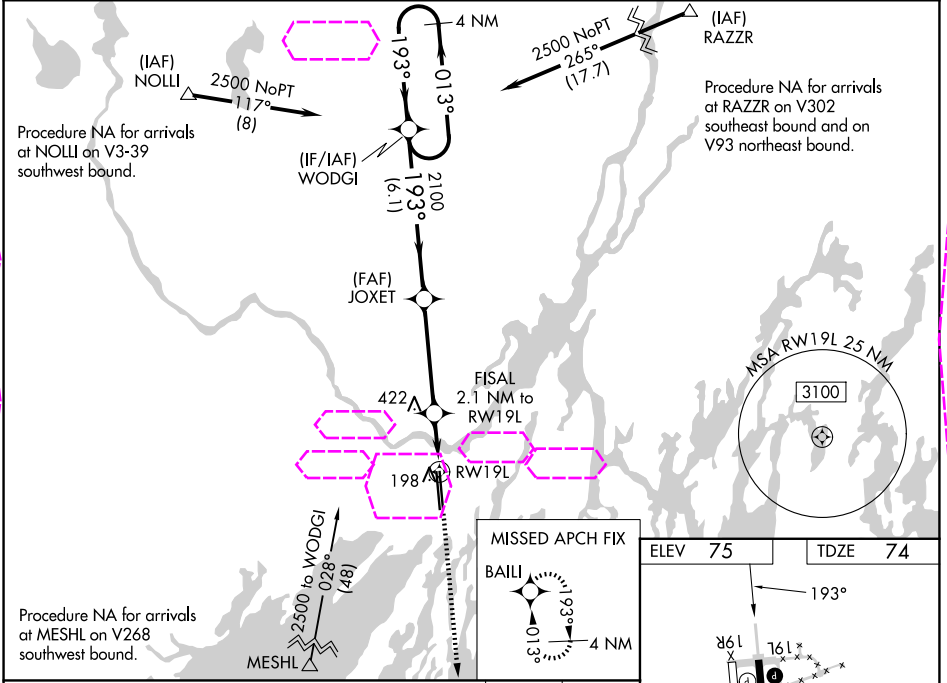 4 NM
193°
013°
(IAF)
NOLLI
2500 NoPT
117°
(8)
Procedure NA for arrivals
at NOLLI on V3-39
southwest bound.
2500 NoPT
265°
(17.7)
(IAF)
RAZZR
Procedure NA for arrivals
at RAZZR on V302
southeast bound and on
V93 northeast bound.
(IF/IAF)
WODGI
2100
193°
(6.1)
(FAF)
JOXET
FISAL
2.1 NM to
RW19L
422
198
RW19L
MSA RW19L 25 NM
3100
2500 to WODGI
028°
(48)
Procedure NA for arrivals
at MESHL on V268
southwest bound.
MESHL
MISSED APCH FIX
BAILI
193°
013°
4 NM
ELEV 75
TDZE 74
193°
19R
19L
P